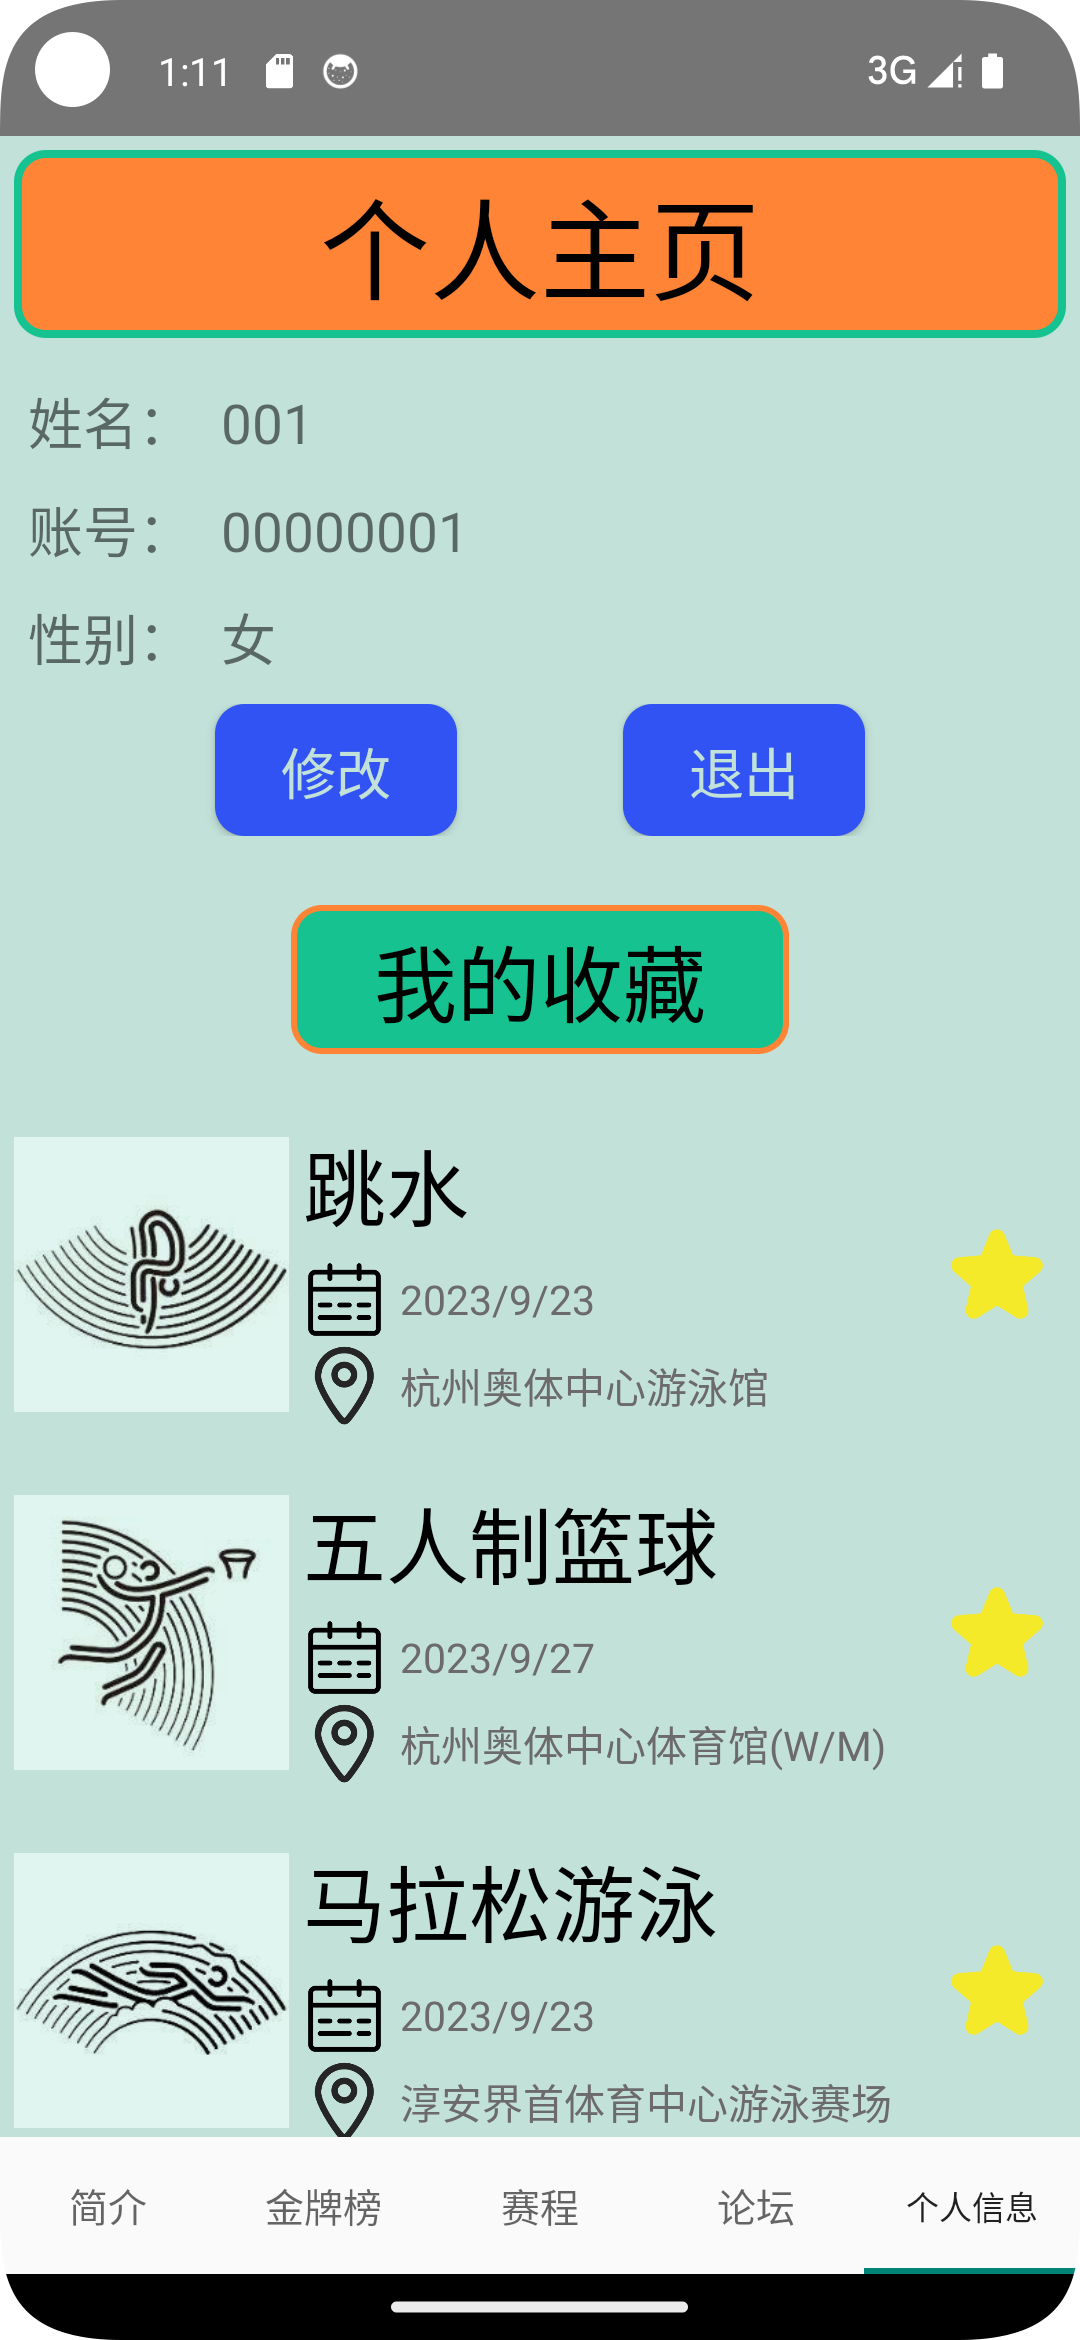 1:11
3G
个人主页
姓名： 001
账号： 00000001
性别： 女
修改 退出
我的收藏
跳水
2023/9/23
杭州奥体中心游泳馆
五人制篮球
2023/9/27
杭州奥体中心体育馆(W/M)
马拉松游泳
2023/9/23
淳安界首体育中心游泳赛场
简介 金牌榜 赛程 论坛 个人信息